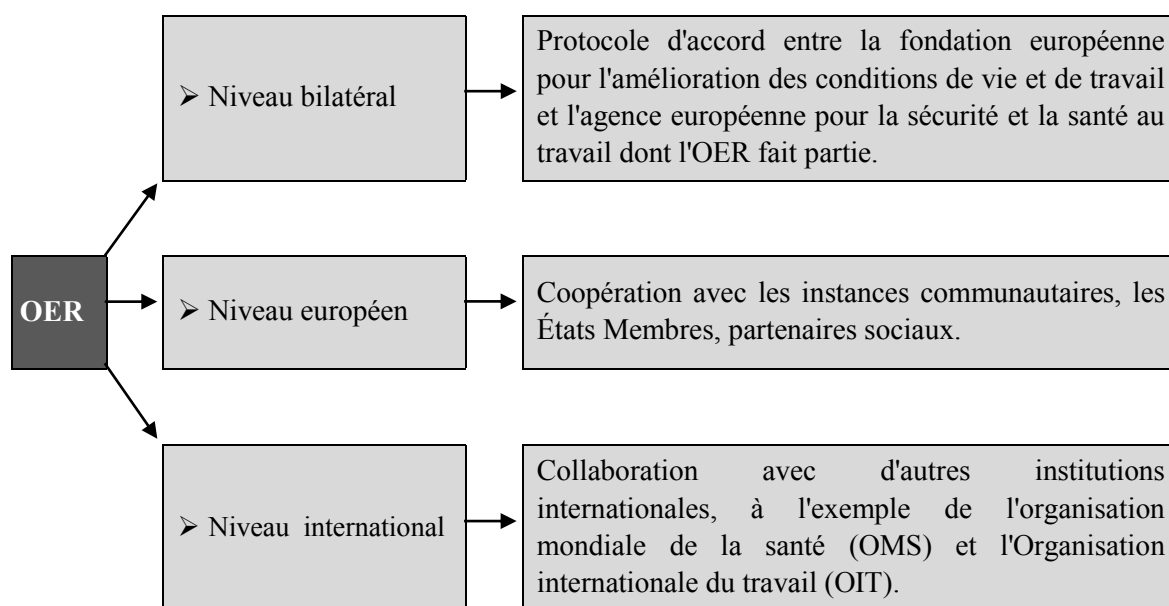 ➢ Niveau bilatéral
Protocole d'accord entre la fondation européenne
pour l'amélioration des conditions de vie et de travail
et l'agence européenne pour la sécurité et la santé au
travail dont l'OER fait partie.
OER
➢ Niveau européen
Coopération avec les instances communautaires, les
États Membres, partenaires sociaux.
➢ Niveau international
Collaboration avec d'autres institutions
internationales, à l'exemple de l'organisation
mondiale de la santé (OMS) et l'Organisation
internationale du travail (OIT).